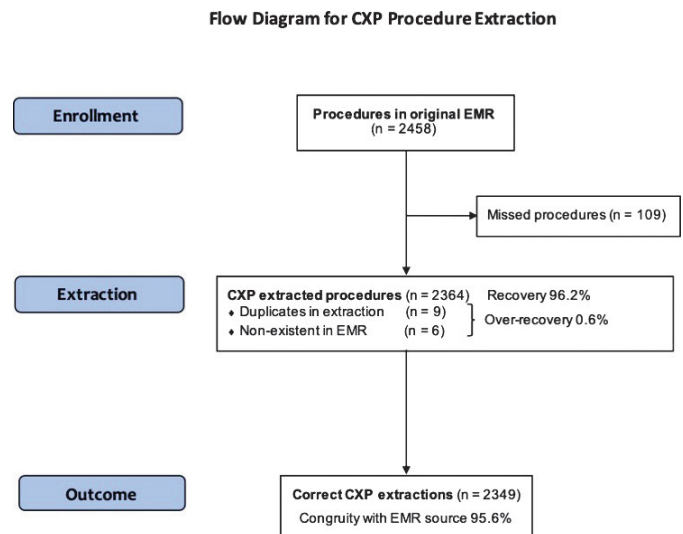 Flow Diagram for CXP Procedure Extraction
Enrollment
Procedures in original EMR
(n = 2458)
Missed procedures (n = 109)
Extraction
CXP extracted procedures (n = 2364) Recovery 96.2%
♦ Duplicates in extraction (n = 9)
Over-recovery 0.6%
♦ Non-existent in EMR (n = 6)
Outcome
Correct CXP extractions (n = 2349)
Congruity with EMR source 95.6%